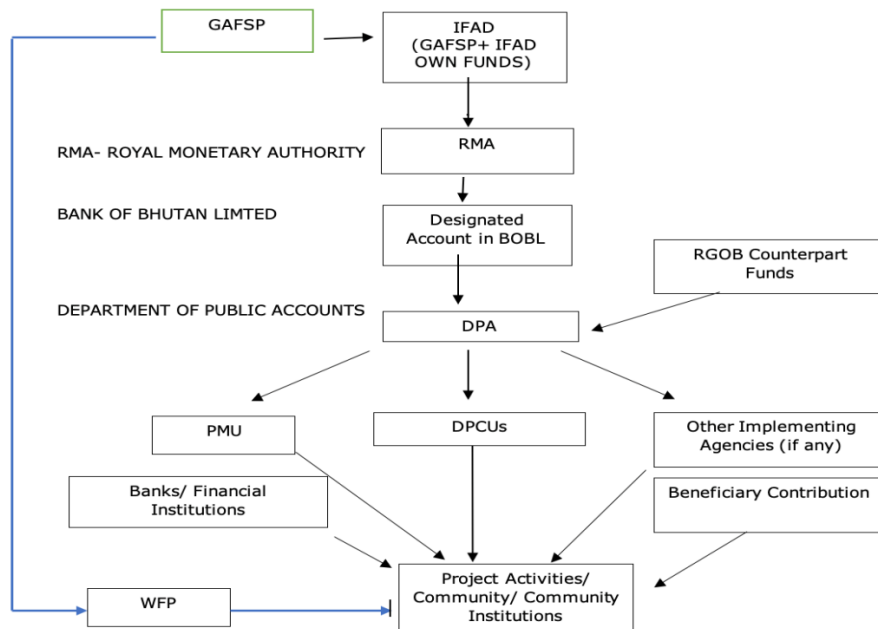 GAFSP
IFAD
(GAFSP+ IFAD
OWN FUNDS)
RMA- ROYAL MONETARY AUTHORITY
RMA
BANK OF BHUTAN LIMTED
Designated
Account in BOBL
RGOB Counterpart
Funds
DEPARTMENT OF PUBLIC ACCOUNTS
DPA
PMU
DPCUs
Other Implementing
Agencies (if any)
Banks/ Financial
Institutions
Beneficiary Contribution
WFP
Project Activities/
Community/ Community
Institutions